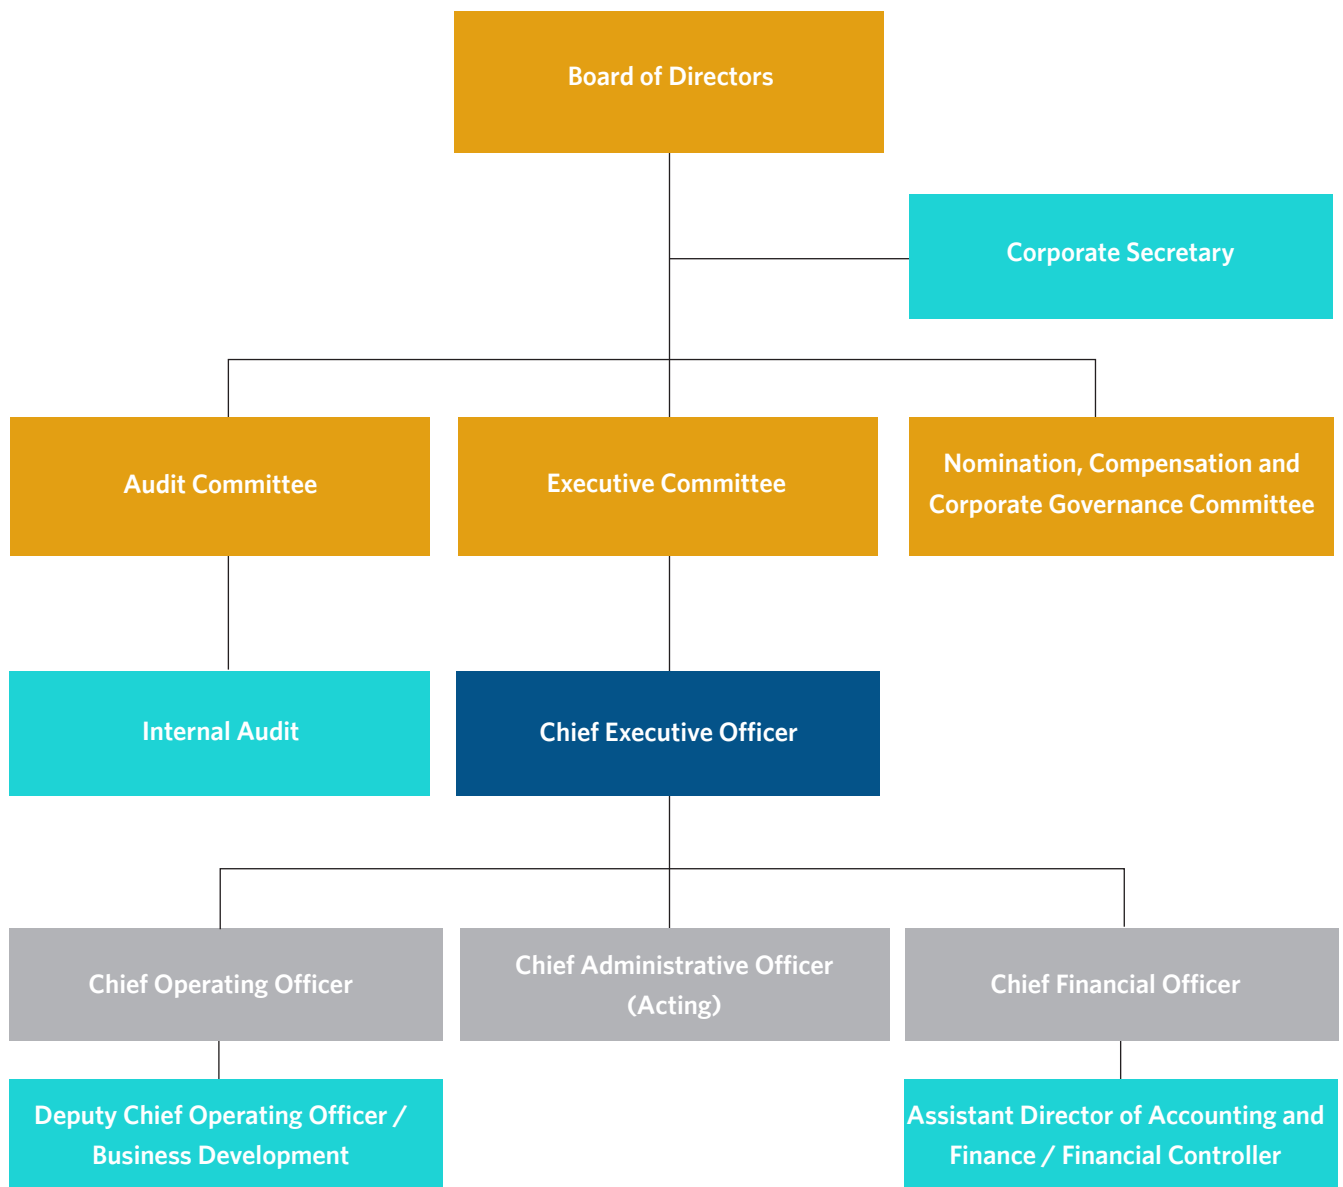 Board of Directors
Corporate Secretary
Audit Committee
Executive Committee
Nomination, Compensation and
Corporate Governance Committee
Internal Audit
Chief Executive Officer
Chief Operating Officer
Chief Administrative Officer
(Acting)
Chief Financial Officer
Deputy Chief Operating Officer /
Business Development
Assistant Director of Accounting and
Finance / Financial Controller